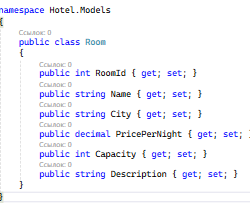 namespace Hotel.Models
{
Ссылок: 0
public class Room
{
Ссылок: 0
public int RoomId { get; set; }
Ссылок: 0
public string Name { get; set; }
Ссылок: 0
public string City { get; set; }
Ссылок: 0
public decimal PricePerNight { get; set; }
Ссылок: 0
public int Capacity { get; set; }
Ссылок: 0
public string Description { get; set; }
}
}